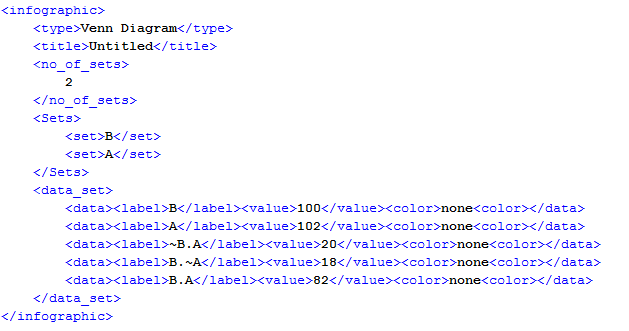 <infographic>
<type>Venn Diagram</type>
<title>Untitled</title>
<no_of_sets>
2
</no_of_sets>
<Sets>
<set>B</set>
<set>A</set>
</Sets>
<data_set>
<data><label>B</label><value>100</value><color>none<color></data>
<data><label>A</label><value>102</value><color>none<color></data>
<data><label>~B.A</label><value>20</value><color>none<color></data>
<data><label>B.~A</label><value>18</value><color>none<color></data>
<data><label>B.A</label><value>82</value><color>none<color></data>
</data_set>
</infographic>